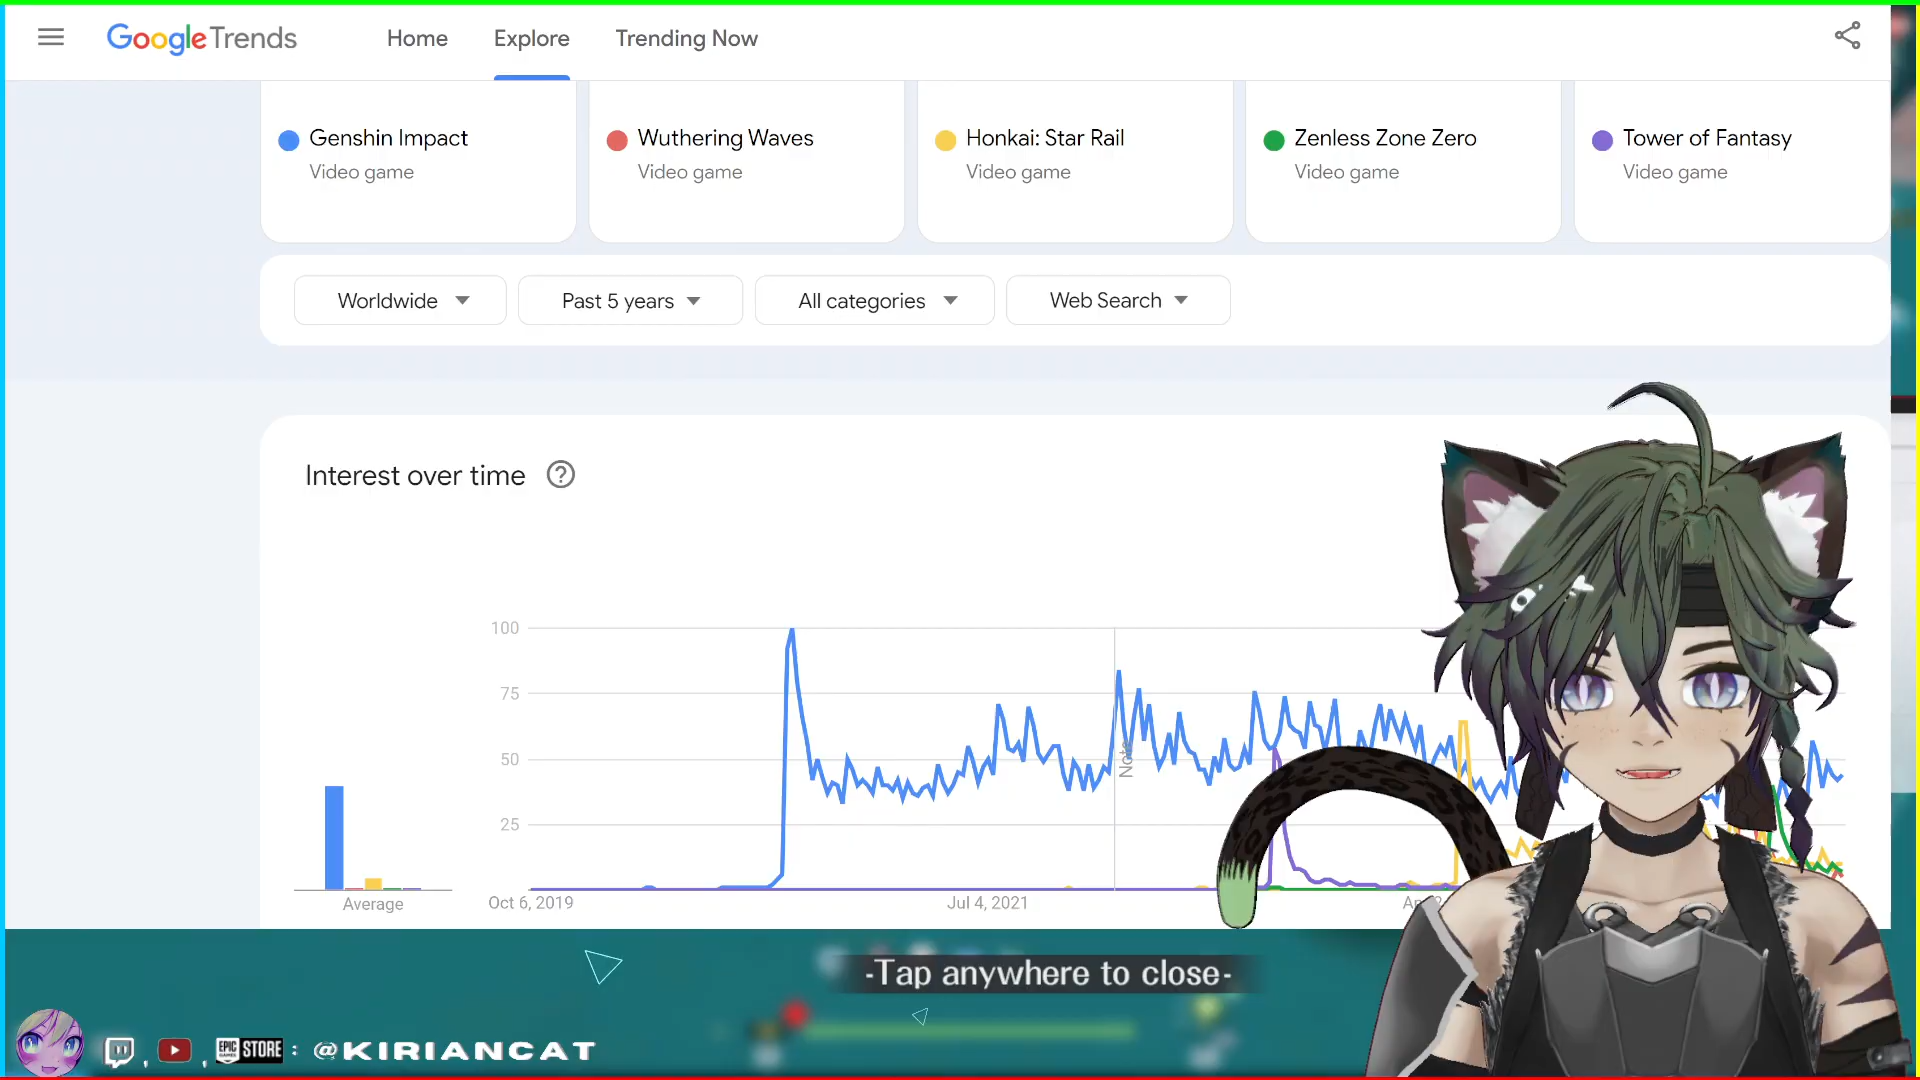 Google Trends Home Explore Trending Now
Genshin Impact
Video game
Wuthering Waves
Video game
Honkai: Star Rail
Video game
Zenless Zone Zero
Video game
Tower of Fantasy
Video game
Worldwide Past 5 years All categories Web Search
Interest over time ?
100
75
50
25
Note
Average
Oct 6, 2019 Jul 4, 2021
-Tap anywhere to close-
, , EPIC GAMES STORE : @KIRIANCAT